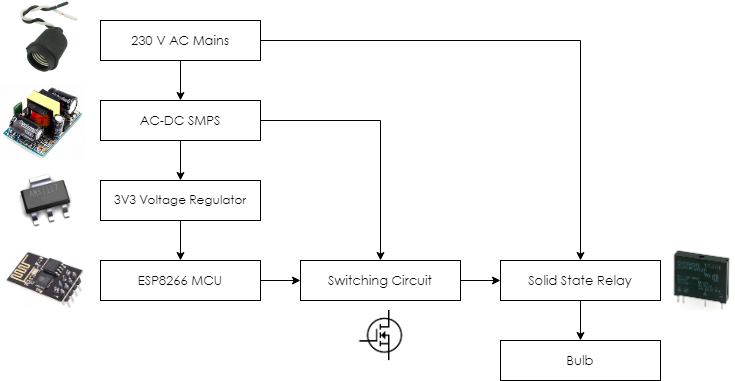 230 V AC Mains
AC-DC SMPS
3V3 Voltage Regulator
ESP8266 MCU
Switching Circuit
Solid State Relay
Bulb